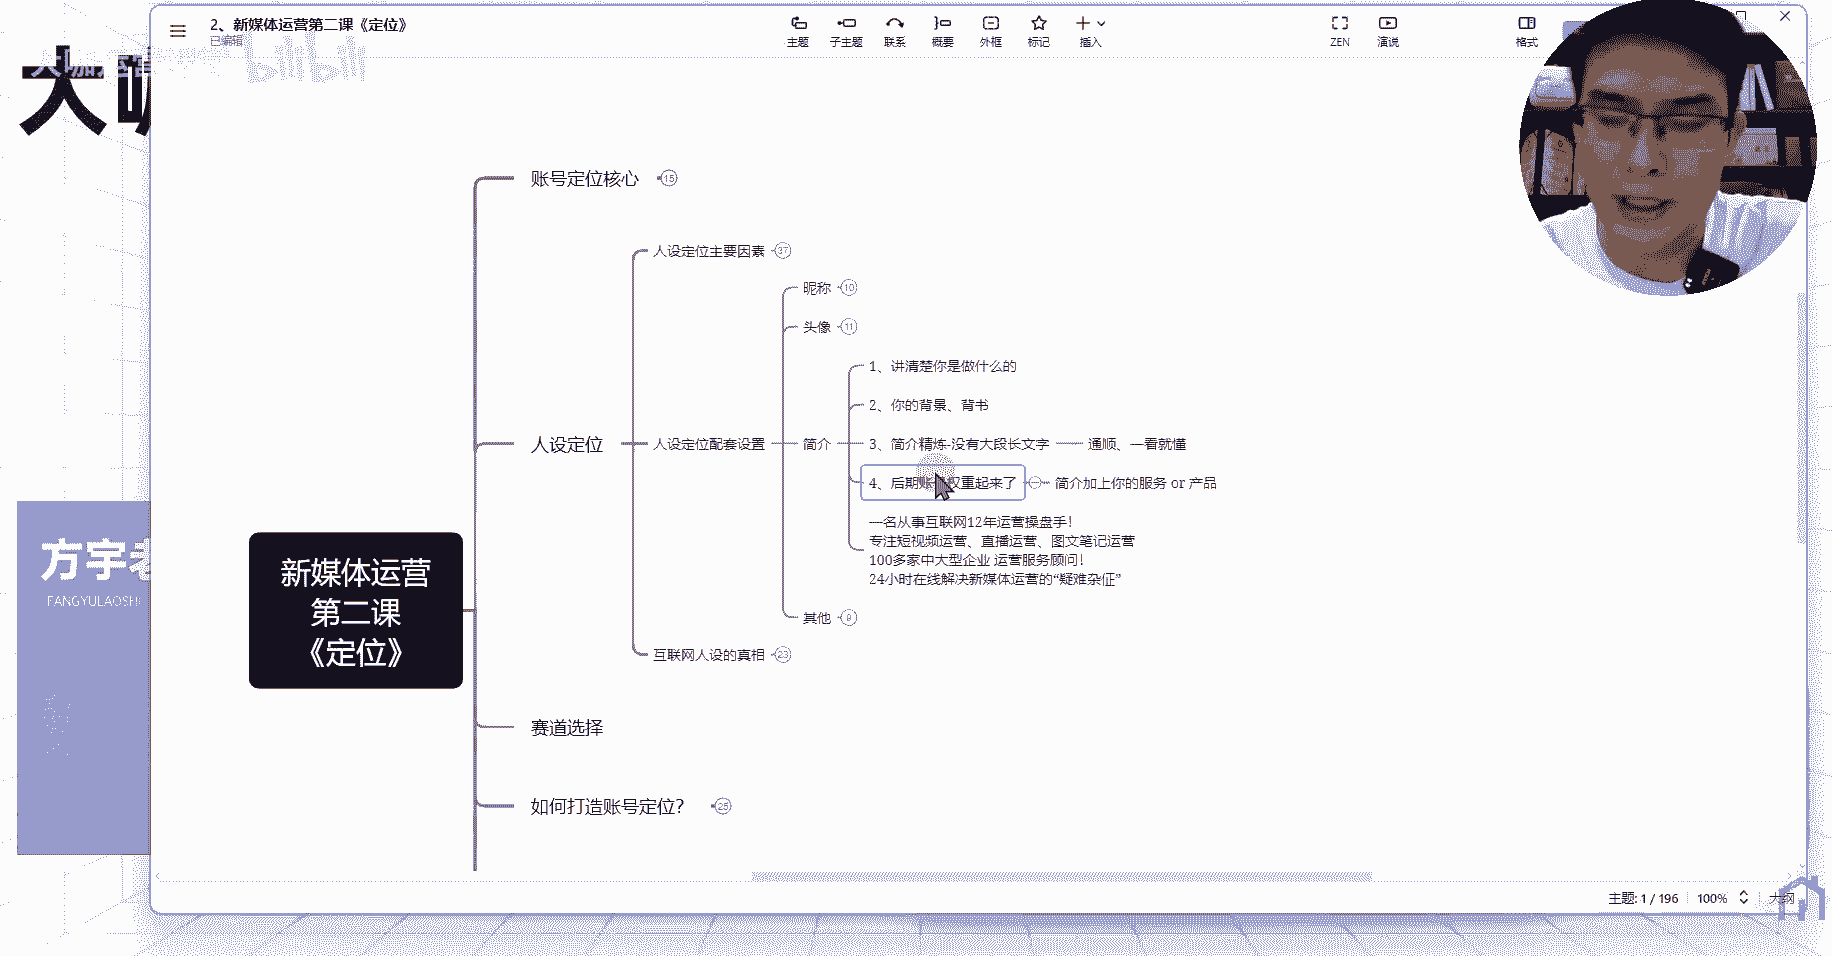 2、新媒体运营第二课《定位》
已编辑
主题
子主题
联系
概要
外框
标记
插入
ZEN
演说
格式
bilibili
大咖
账号定位核心
15
人设定位主要因素
37
昵称
10
头像
11
1、讲清楚你是做什么的
2、你的背景、背书
人设定位
人设定位配套设置
简介
3、简介精炼-没有大段长文字
通顺、一看就懂
4、后期账
权重起来了
简介加上你的服务 or 产品
一名从事互联网12年运营操盘手!
专注短视频运营、直播运营、图文笔记运营
100多家中大型企业 运营服务顾问!
24小时在线解决新媒体运营的“疑难杂症”
方宇老
FANGYULAOSHI
新媒体运营
第二课
《定位》
其他
9
互联网人设的真相
23
赛道选择
如何打造账号定位?
25
主题: 1 / 196
100%
大纲